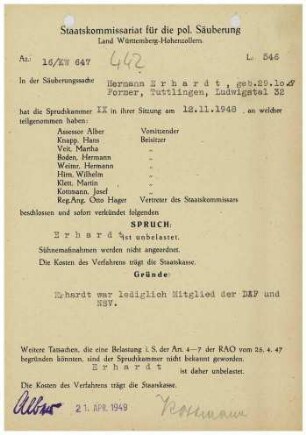 Staatskommissariat für die pol. Säuberung
Land Württemberg-Hohenzollern.
Az.: 16/KW 647 442 L. 546
In der Säuberungssache Hermann Erhardt, geb.29.10.
Former, Tuttlingen, Ludwigstal 32
hat die Spruchkammer XX in ihrer Sitzung am 12.11.1948 an welcher
teilgenommen haben:
Assessor Alber Vorsitzender
Knapp, Hans Beisitzer
Veit, Martha "
Boden, Hermann "
Weiner, Hermann "
Hirn, Wilhelm "
Klett, Martin "
Kottmann, Josef "
Reg.Ang. Otto Hager Vertreter des Staatskommissars
beschlossen und sofort verkündet folgenden
SPRUCH:
Erhardt ist unbelastet.
Sühnemaßnahmen werden nicht angeordnet.
Die Kosten des Verfahrens trägt die Staatskasse.
Gründe:
Erhardt war lediglich Mitglied der DAF und
NSV.
Weitere Tatsachen, die eine Belastung i. S. der Art. 4–7 der RAO vom 25. 4. 47
begründen könnten, sind der Spruchkammer nicht bekannt geworden.
Erhardt ist daher unbelastet.
Die Kosten des Verfahrens trägt die Staatskasse.
Alber 21. APR. 1949 Kottmann